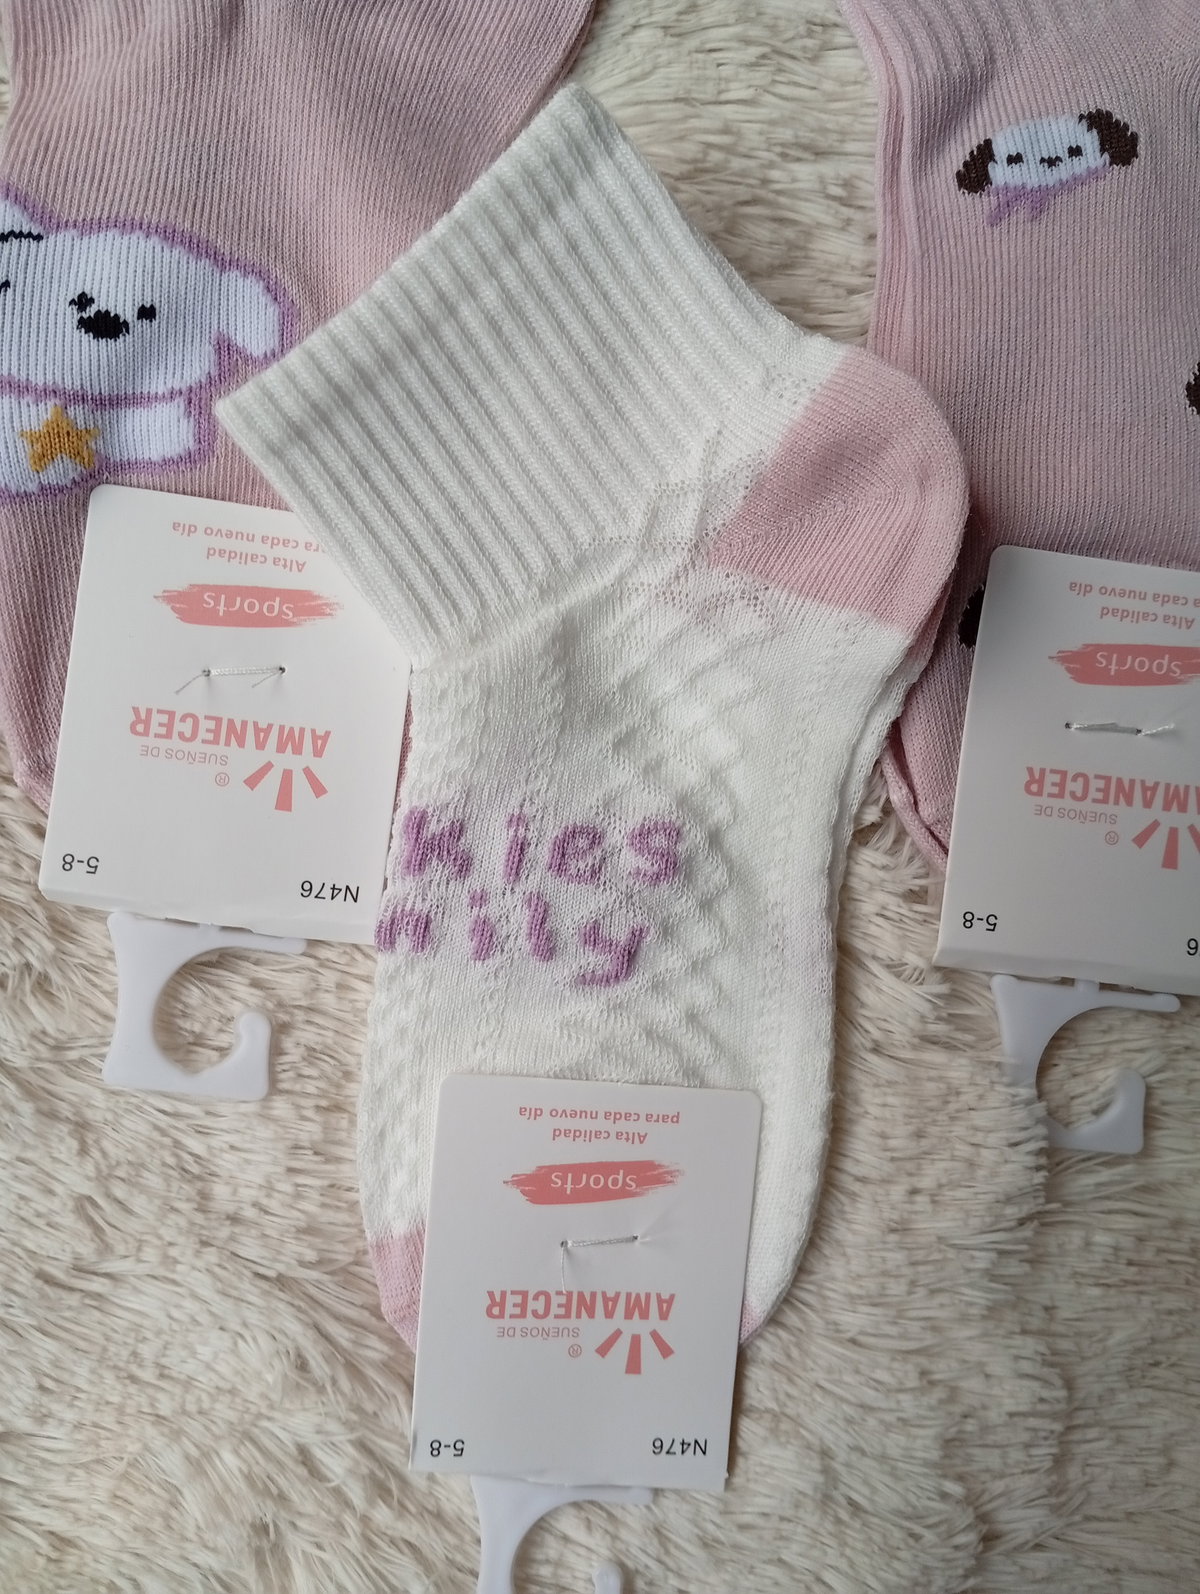 Alta calidad
para cada nuevo día
sports
AMANECER
SUEÑOS DE
®
N476
5-8
kies
mily
Alta calidad
para cada nuevo día
sports
AMANECER
SUEÑOS DE
®
N476
5-8
Alta calidad
cada nuevo día
sports
AMANECER
SUEÑOS DE
®
5-8